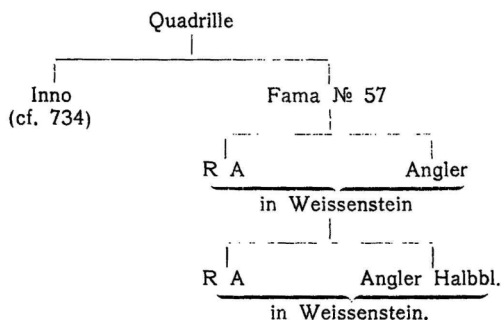 Quadrille
Inno Fama № 57
(cf. 734)
R A Angler
in Weissenstein
R A Angler Halbbl.
in Weissenstein.